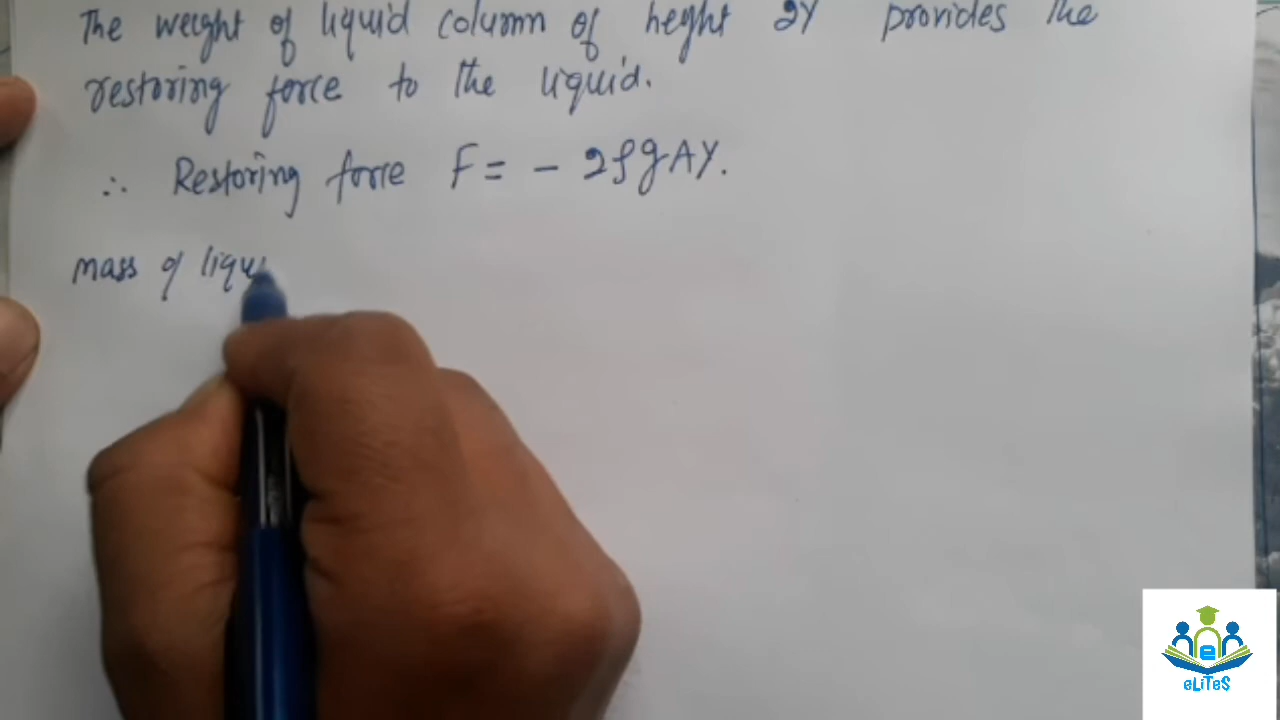 The weight of liquid column of heght 2Y provides the
restoring force to the liquid.
∴ Restoring force F = - 2ρgAY.
mass of liqu
e
eLiTeS